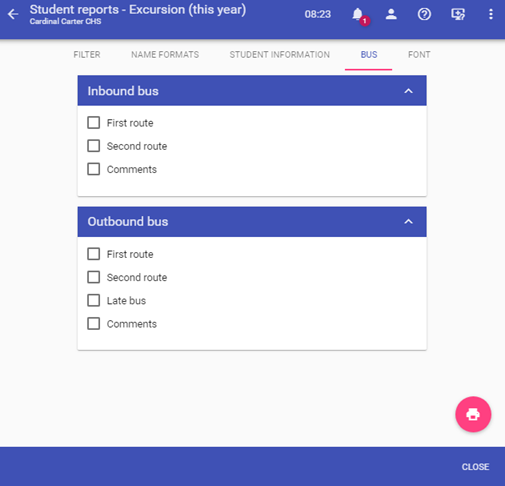 Student reports - Excursion (this year)
Cardinal Carter CHS
08:23
1
FILTER
NAME FORMATS
STUDENT INFORMATION
BUS
FONT
Inbound bus
First route
Second route
Comments
Outbound bus
First route
Second route
Late bus
Comments
CLOSE